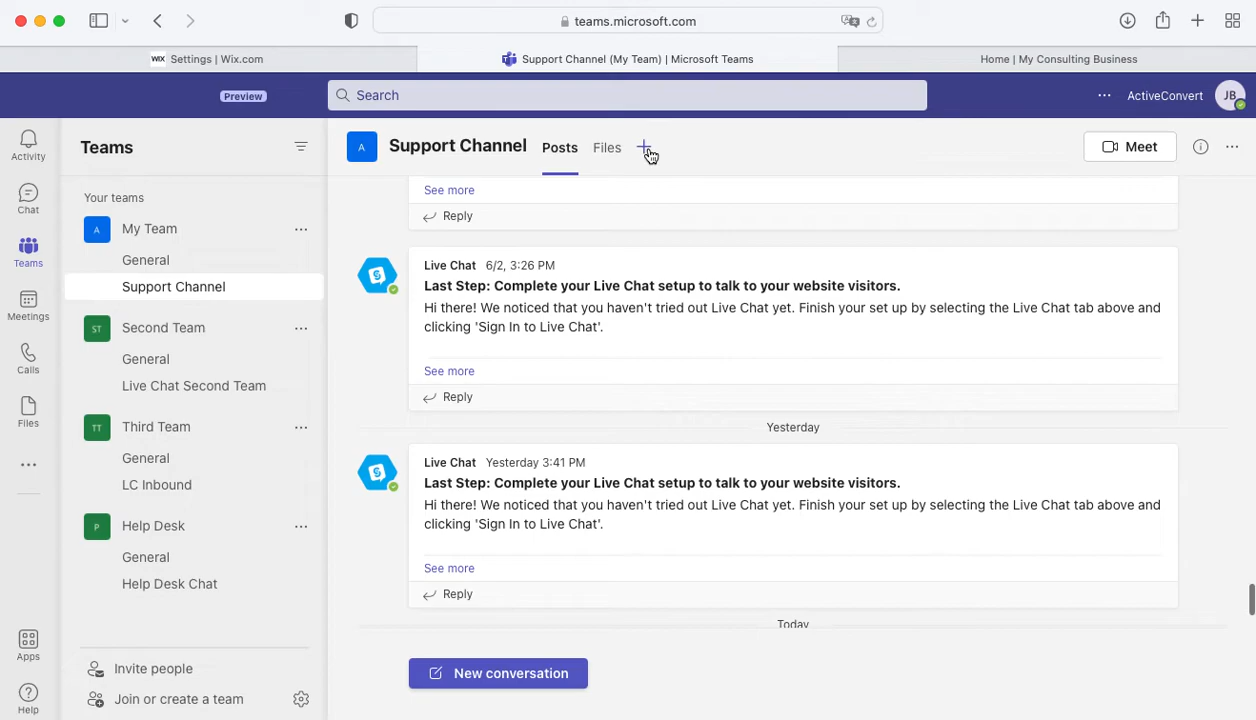 teams.microsoft.com
WIX Settings | Wix.com
Support Channel (My Team) | Microsoft Teams
Home | My Consulting Business
Preview
Search
ActiveConvert
JB
Activity
Chat
Teams
Meetings
Calls
Files
Apps
Help
Teams
Your teams
A My Team
General
Support Channel
ST Second Team
General
Live Chat Second Team
TT Third Team
General
LC Inbound
P Help Desk
General
Help Desk Chat
Invite people
Join or create a team
A Support Channel Posts Files
Meet
See more
Reply
Live Chat 6/2, 3:26 PM
Last Step: Complete your Live Chat setup to talk to your website visitors.
Hi there! We noticed that you haven't tried out Live Chat yet. Finish your set up by selecting the Live Chat tab above and
clicking 'Sign In to Live Chat'.
See more
Reply
Yesterday
Live Chat Yesterday 3:41 PM
Last Step: Complete your Live Chat setup to talk to your website visitors.
Hi there! We noticed that you haven't tried out Live Chat yet. Finish your set up by selecting the Live Chat tab above and
clicking 'Sign In to Live Chat'.
See more
Reply
Today
New conversation